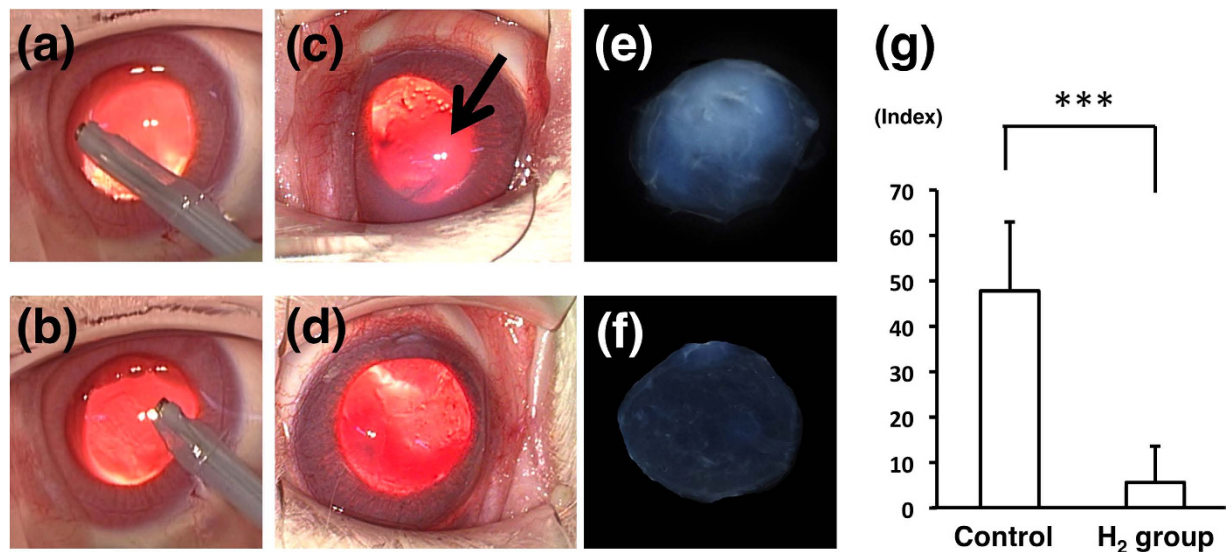 (a)
(c)
(e)
(g)
(Index)
***
70
60
50
40
30
20
10
0
Control
H₂ group
(b)
(d)
(f)